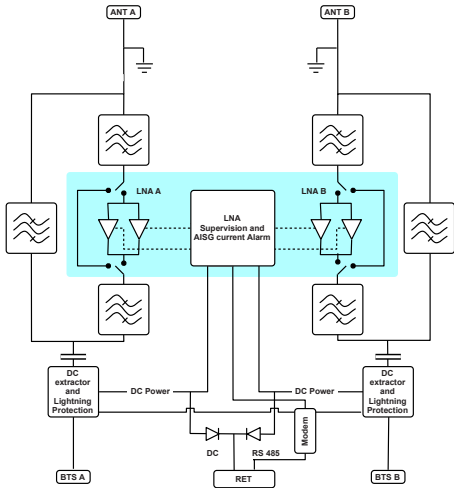 ANT A
ANT B
LNA A
LNA B
LNA
Supervision and
AISG current Alarm
DC
extractor
and
Lightning
Protection
DC
extractor
and
Lightning
Protection
DC Power
DC Power
Modem
DC
RS 485
BTS A
RET
BTS B